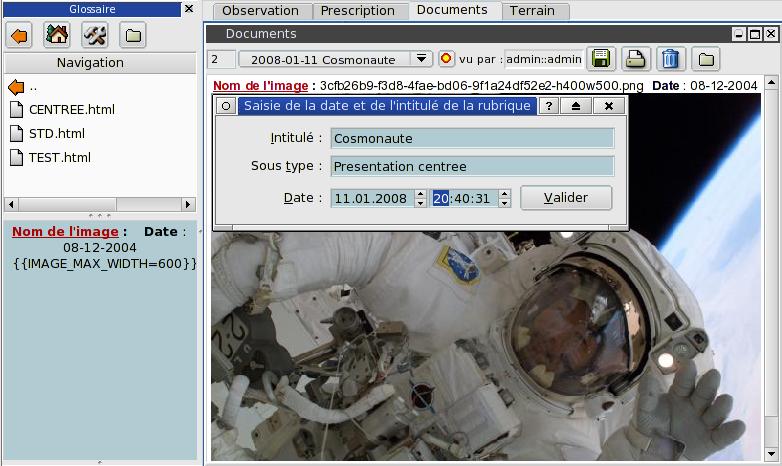 Glossaire
Navigation
..
CENTREE.html
STD.html
TEST.html
Nom de l'image : Date :
08-12-2004
{{IMAGE_MAX_WIDTH=600}}
Observation Prescription Documents Terrain
Documents
2 2008-01-11 Cosmonaute vu par : admin::admin
Nom de l'image : 3cfb26b9-f3d8-4fae-bd06-9f1a24df52e2-h400w500.png Date : 08-12-2004
Saisie de la date et de l'intitulé de la rubrique ?
Intitulé : Cosmonaute
Sous type : Presentation centree
Date : 11.01.2008 20:40:31 Valider